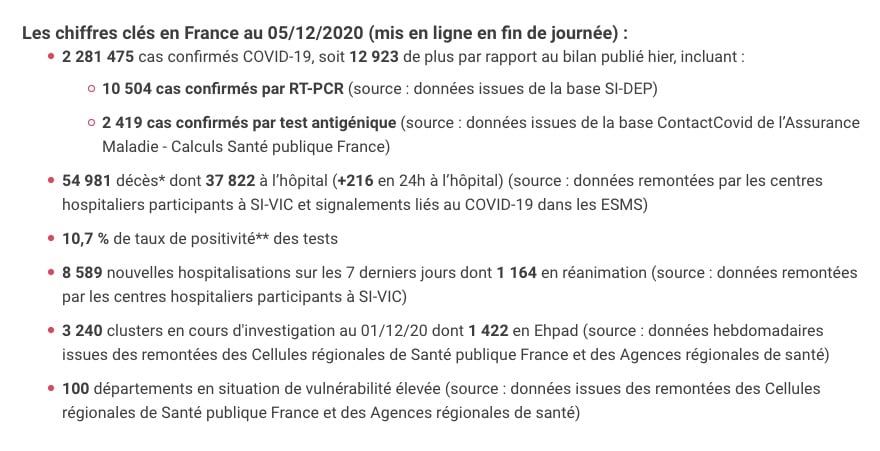 Les chiffres clés en France au 05/12/2020 (mis en ligne en fin de journée) :
• 2 281 475 cas confirmés COVID-19, soit 12 923 de plus par rapport au bilan publié hier, incluant :
○ 10 504 cas confirmés par RT-PCR (source : données issues de la base SI-DEP)
○ 2 419 cas confirmés par test antigénique (source : données issues de la base ContactCovid de l’Assurance
Maladie - Calculs Santé publique France)
• 54 981 décès* dont 37 822 à l’hôpital (+216 en 24h à l’hôpital) (source : données remontées par les centres
hospitaliers participants à SI-VIC et signalements liés au COVID-19 dans les ESMS)
• 10,7 % de taux de positivité** des tests
• 8 589 nouvelles hospitalisations sur les 7 derniers jours dont 1 164 en réanimation (source : données remontées
par les centres hospitaliers participants à SI-VIC)
• 3 240 clusters en cours d'investigation au 01/12/20 dont 1 422 en Ehpad (source : données hebdomadaires
issues des remontées des Cellules régionales de Santé publique France et des Agences régionales de santé)
• 100 départements en situation de vulnérabilité élevée (source : données issues des remontées des Cellules
régionales de Santé publique France et des Agences régionales de santé)